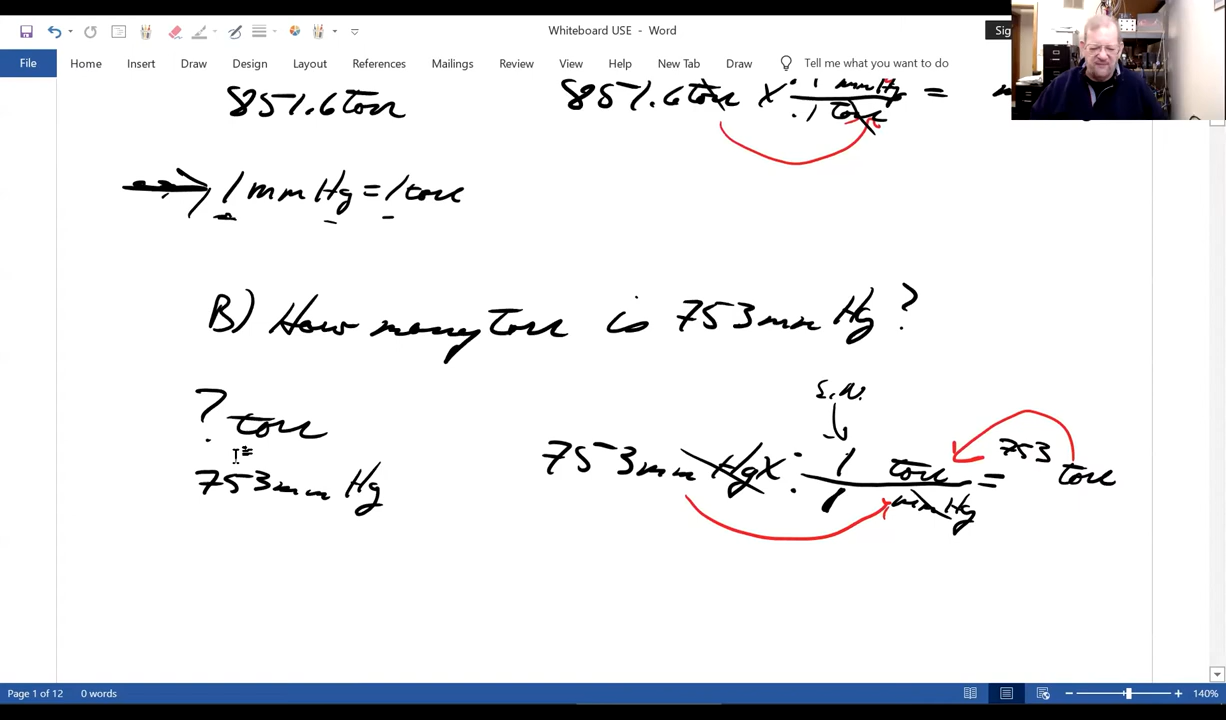 Whiteboard USE - Word
Sig
File Home Insert Draw Design Layout References Mailings Review View Help New Tab Draw Tell me what you want to do
851.6 torr 851.6 torr X 1 mm Hg =
1 torr
1 mm Hg = 1 torr
B) How many torr is 753 mm Hg?
S.N.
? torr
753 mm Hg X 1 torr = 753 torr
1 mm Hg
753 mm Hg
Page 1 of 12 0 words 140%